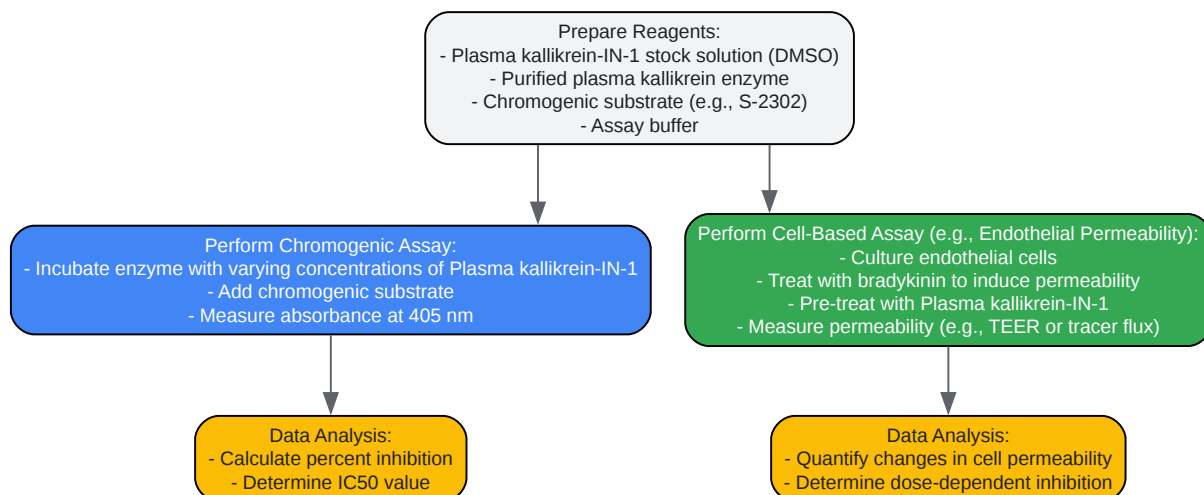 Prepare Reagents:
- Plasma kallikrein-IN-1 stock solution (DMSO)
- Purified plasma kallikrein enzyme
- Chromogenic substrate (e.g., S-2302)
- Assay buffer
Perform Chromogenic Assay:
- Incubate enzyme with varying concentrations of Plasma kallikrein-IN-1
- Add chromogenic substrate
- Measure absorbance at 405 nm
Perform Cell-Based Assay (e.g., Endothelial Permeability):
- Culture endothelial cells
- Treat with bradykinin to induce permeability
- Pre-treat with Plasma kallikrein-IN-1
- Measure permeability (e.g., TEER or tracer flux)
Data Analysis:
- Calculate percent inhibition
- Determine IC50 value
Data Analysis:
- Quantify changes in cell permeability
- Determine dose-dependent inhibition